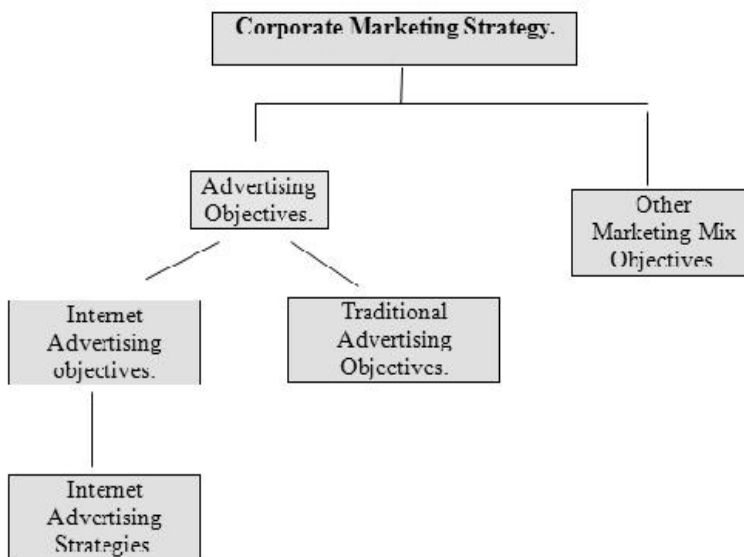 Corporate Marketing Strategy.
Advertising
Objectives.
Other
Marketing Mix
Objectives
Internet
Advertising
objectives.
Traditional
Advertising
Objectives.
Internet
Advertising
Strategies